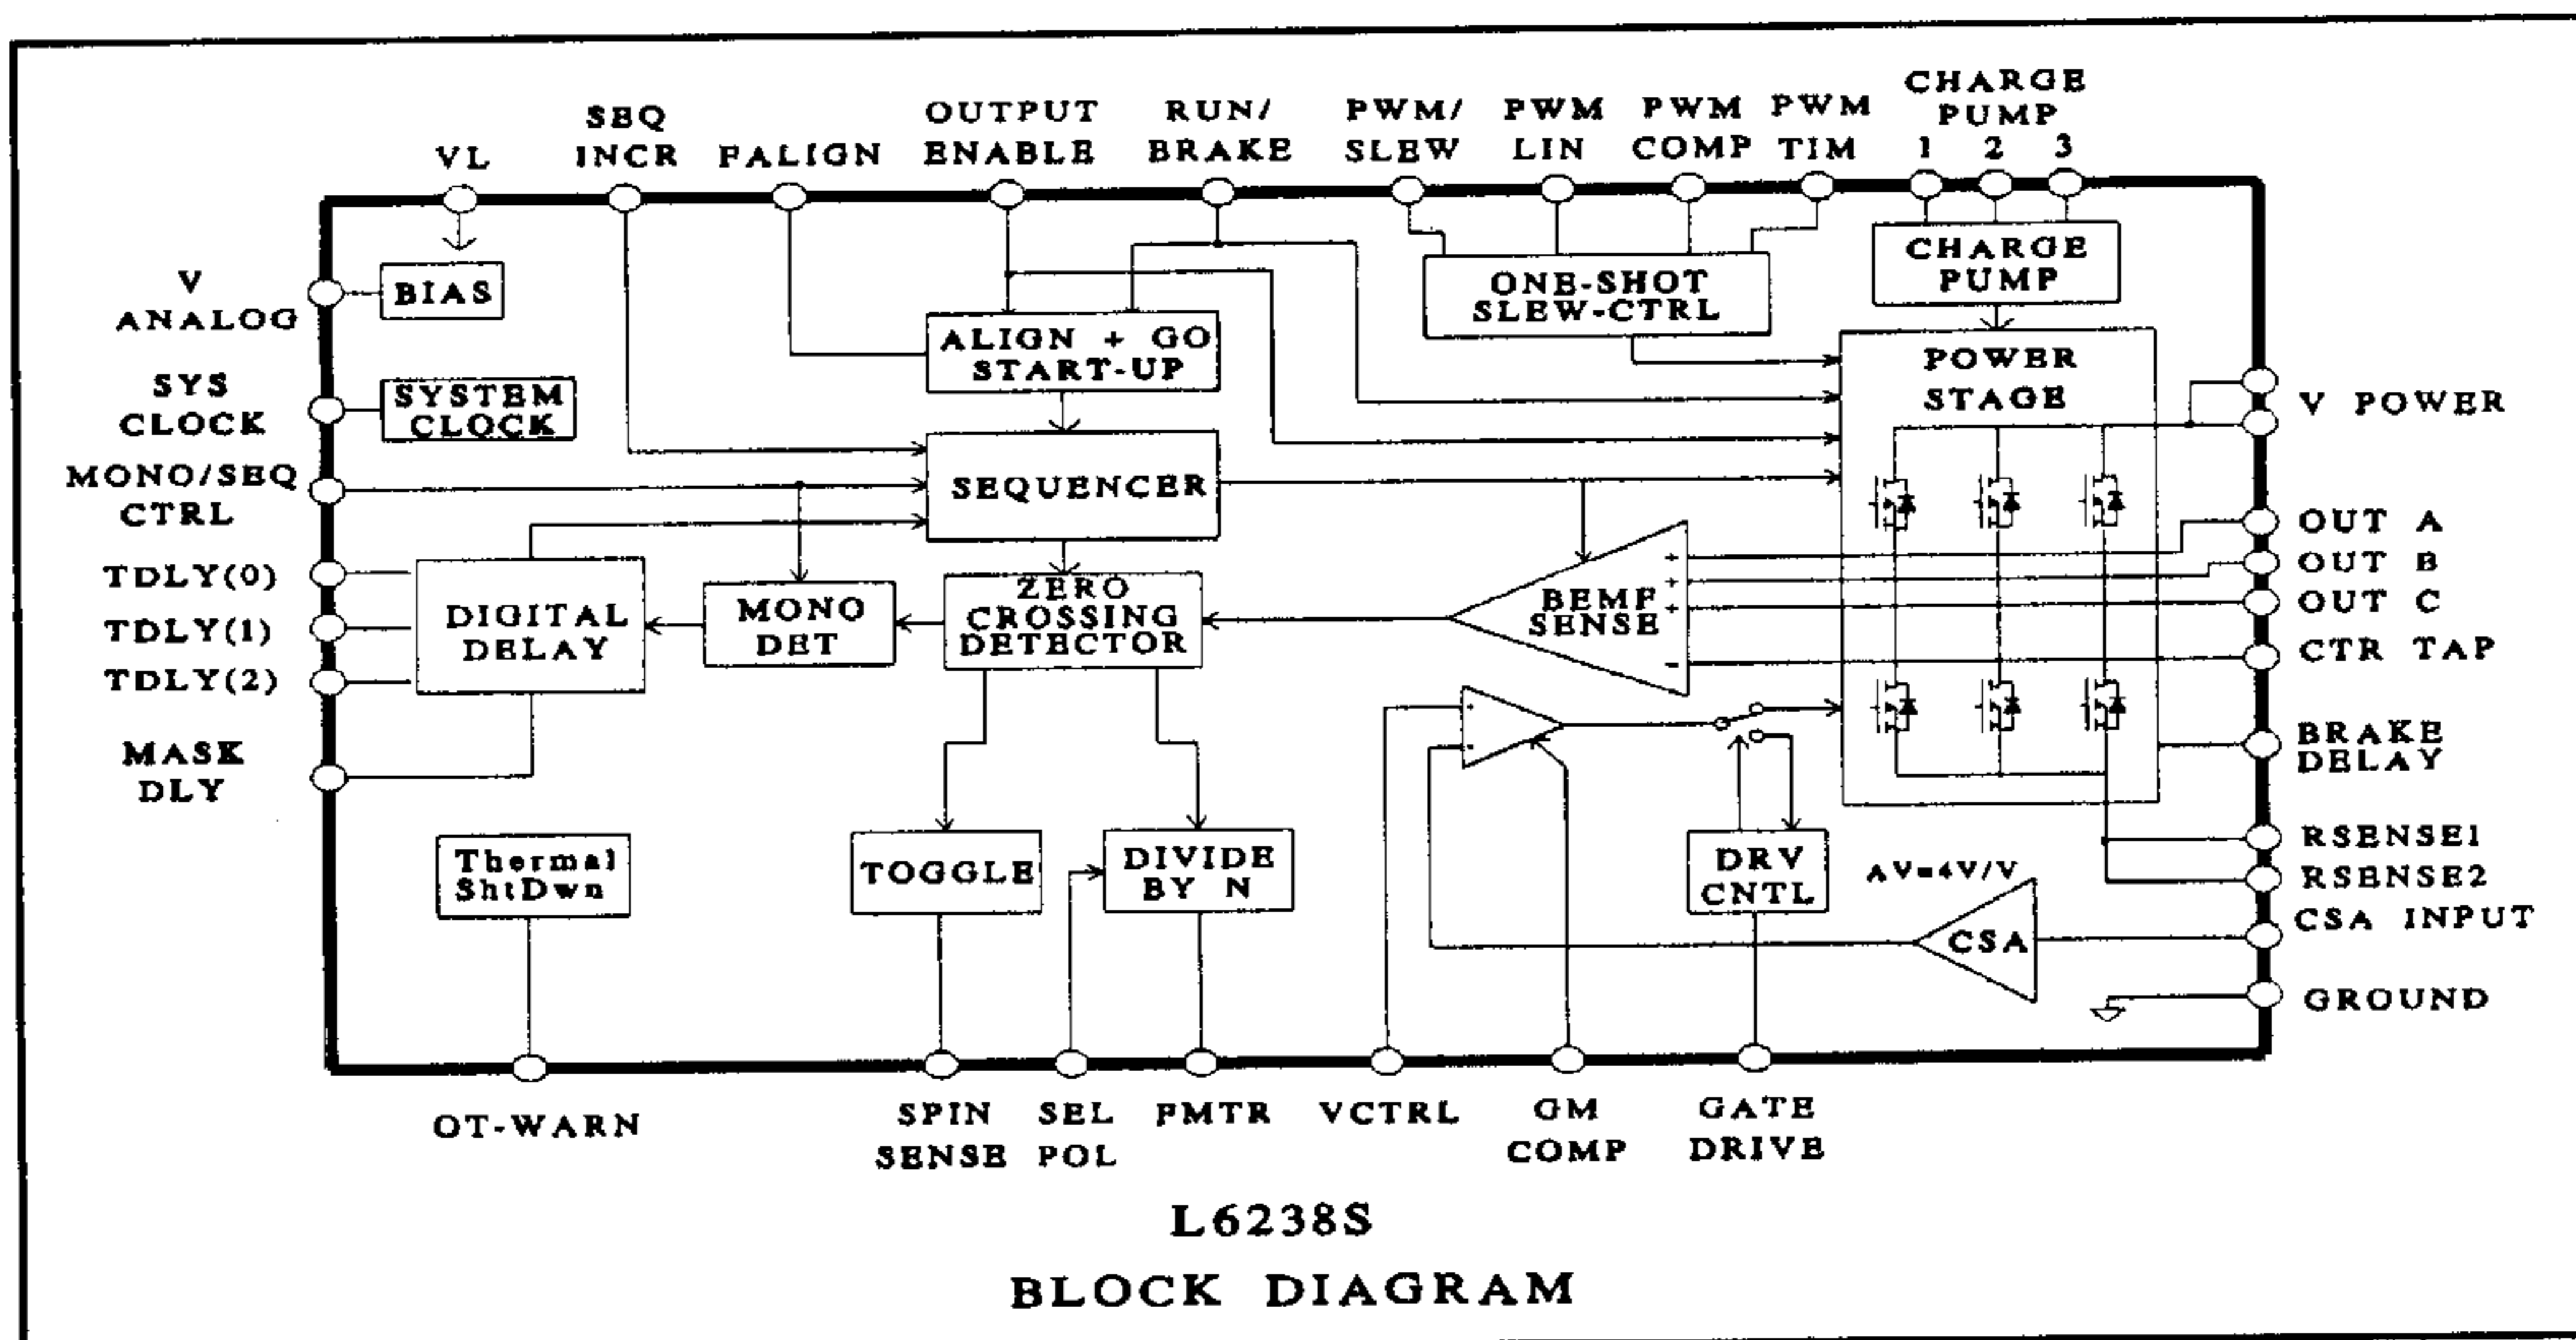 CHARGE
PUMP
1 2 3
SEQ
INCR
VL
FALIGN
OUTPUT
ENABLE
RUN/
BRAKE
PWM/
SLEW
PWM
LIN
PWM
COMP
PWM
TIM
V
ANALOG
BIAS
CHARGE
PUMP
ONE-SHOT
SLEW-CTRL
ALIGN + GO
START-UP
POWER
STAGE
SYS
CLOCK
SYSTEM
CLOCK
V POWER
MONO/SEQ
CTRL
SEQUENCER
OUT A
OUT B
OUT C
CTR TAP
TDLY(0)
TDLY(1)
TDLY(2)
DIGITAL
DELAY
MONO
DET
ZERO
CROSSING
DETECTOR
BEMF
SENSE
+
+
+
-
+
-
MASK
DLY
BRAKE
DELAY
Thermal
ShtDwn
TOGGLE
DIVIDE
BY N
DRV
CNTL
AV=4V/V
CSA
RSENSE1
RSENSE2
CSA INPUT
GROUND
OT-WARN
SPIN
SENSE
SEL
POL
FMTR
VCTRL
GM
COMP
GATE
DRIVE
L6238S
BLOCK DIAGRAM